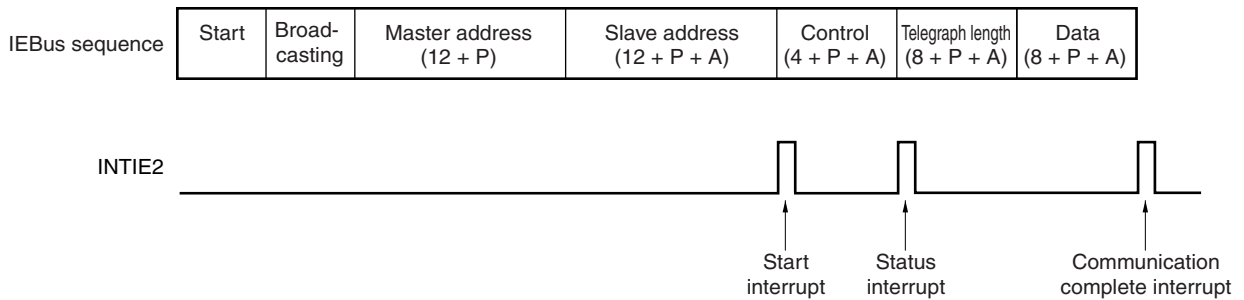 IEBus sequence
Start
Broad-
casting
Master address
(12 + P)
Slave address
(12 + P + A)
Control
(4 + P + A)
Telegraph length
(8 + P + A)
Data
(8 + P + A)
INTIE2
Start
interrupt
Status
interrupt
Communication
complete interrupt